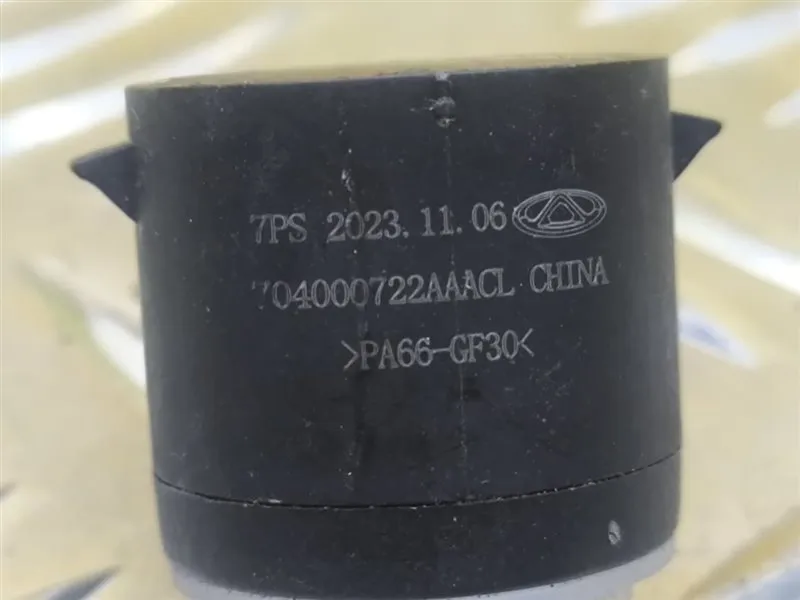 7PS 2023.11.06
704000722AAACL CHINA
>PA66-GF30<